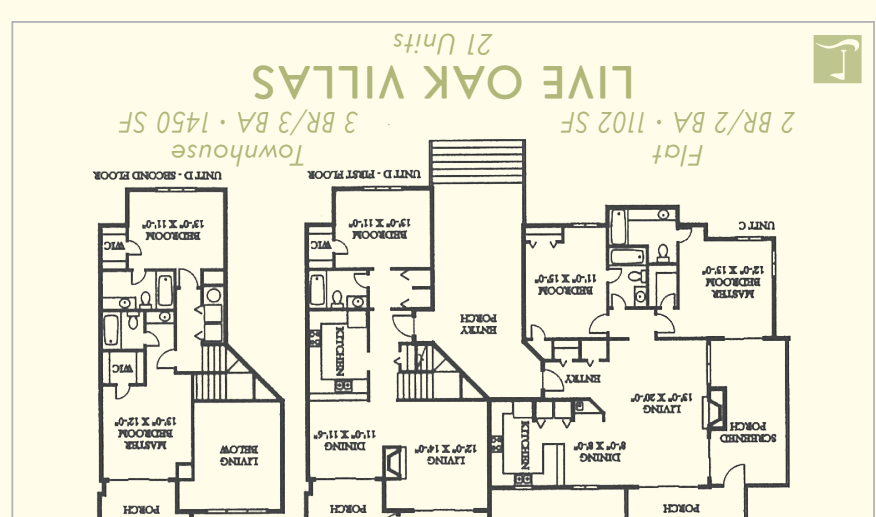 21 Units
LIVE OAK VILLAS
2 BR/2 BA • 1102 SF
Flat
3 BR/3 BA • 1450 SF
Townhouse
UNIT C
MASTER
BEDROOM
12'-0" X 13'-0"
BEDROOM
11'-0" X 12'-0"
ENTRY
PORCH
ENTRY
LIVING
13'-0" X 20'-0"
SCREENED
PORCH
DINING
8'-0" X 8'-0"
KITCHEN
PORCH
UNIT D - FIRST FLOOR
BEDROOM
13'-0" X 11'-0"
WIC
KITCHEN
LIVING
12'-0" X 14'-0"
DINING
11'-0" X 11'-6"
PORCH
UNIT D - SECOND FLOOR
BEDROOM
13'-0" X 11'-0"
WIC
WIC
MASTER
BEDROOM
13'-0" X 12'-0"
LIVING
BELOW
PORCH